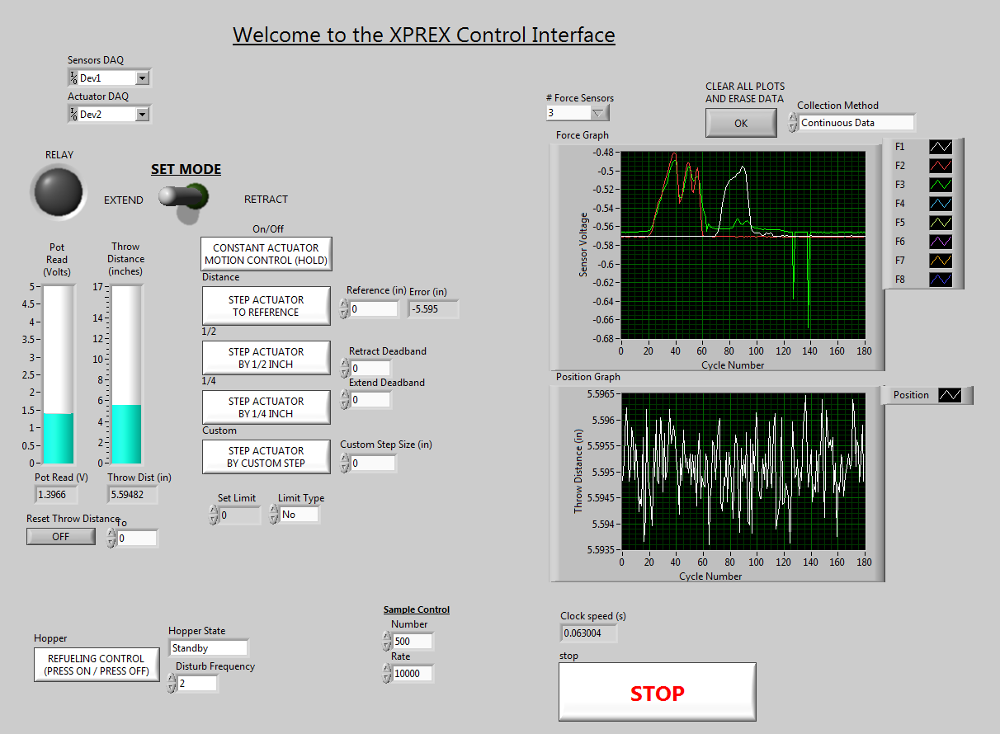 Welcome to the XPREX Control Interface
Sensors DAQ
Dev1
Actuator DAQ
Dev2
RELAY
SET MODE
EXTEND
RETRACT
On/Off
CONSTANT ACTUATOR
MOTION CONTROL (HOLD)
Distance
STEP ACTUATOR
TO REFERENCE
Reference (in)
0
Error (in)
-5.595
1/2
STEP ACTUATOR
BY 1/2 INCH
Retract Deadband
0
Extend Deadband
0
1/4
STEP ACTUATOR
BY 1/4 INCH
Custom
STEP ACTUATOR
BY CUSTOM STEP
Custom Step Size (in)
0
Set Limit
0
Limit Type
No
Pot
Read
(Volts)
5
4.5
4
3.5
3
2.5
2
1.5
1
0.5
0
Pot Read (V)
1.3966
Throw
Distance
(inches)
17
14
12
10
8
6
4
2
0
Throw Dist (in)
5.59482
Reset Throw Distance
OFF
To
0
Hopper
REFUELING CONTROL
(PRESS ON / PRESS OFF)
Hopper State
Standby
Disturb Frequency
2
Sample Control
Number
500
Rate
10000
# Force Sensors
3
CLEAR ALL PLOTS
AND ERASE DATA
OK
Collection Method
Continuous Data
Force Graph
Sensor Voltage
-0.48
-0.5
-0.52
-0.54
-0.56
-0.58
-0.6
-0.62
-0.64
-0.66
-0.68
0 20 40 60 80 100 120 140 160 180
Cycle Number
F1
F2
F3
F4
F5
F6
F7
F8
Position Graph
Position
Throw Distance (in)
5.5965
5.596
5.5955
5.595
5.5945
5.594
5.5935
0 20 40 60 80 100 120 140 160 180
Cycle Number
Clock speed (s)
0.063004
stop
STOP